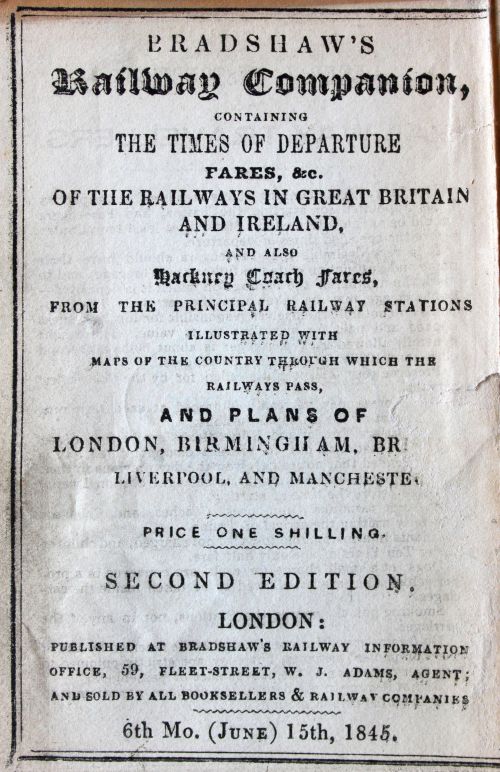 BRADSHAW'S
Railway Companion,
CONTAINING
THE TIMES OF DEPARTURE
FARES, &c.
OF THE RAILWAYS IN GREAT BRITAIN
AND IRELAND,
AND ALSO
Hackney Coach Fares,
FROM THE PRINCIPAL RAILWAY STATIONS
ILLUSTRATED WITH
MAPS OF THE COUNTRY THROUGH WHICH THE
RAILWAYS PASS,
AND PLANS OF
LONDON, BIRMINGHAM,
LIVERPOOL, AND MANCHESTE
PRICE ONE SHILLING.
SECOND EDITION.
LONDON:
PUBLISHED AT BRADSHAW'S RAILWAY INFORMATION
OFFICE, 59, FLEET-STREET, W. J. ADAMS, AGENT;
AND SOLD BY ALL BOOKSELLERS & RAILWAY COMPANIES
6th Mo. (JUNE) 15th, 1845.